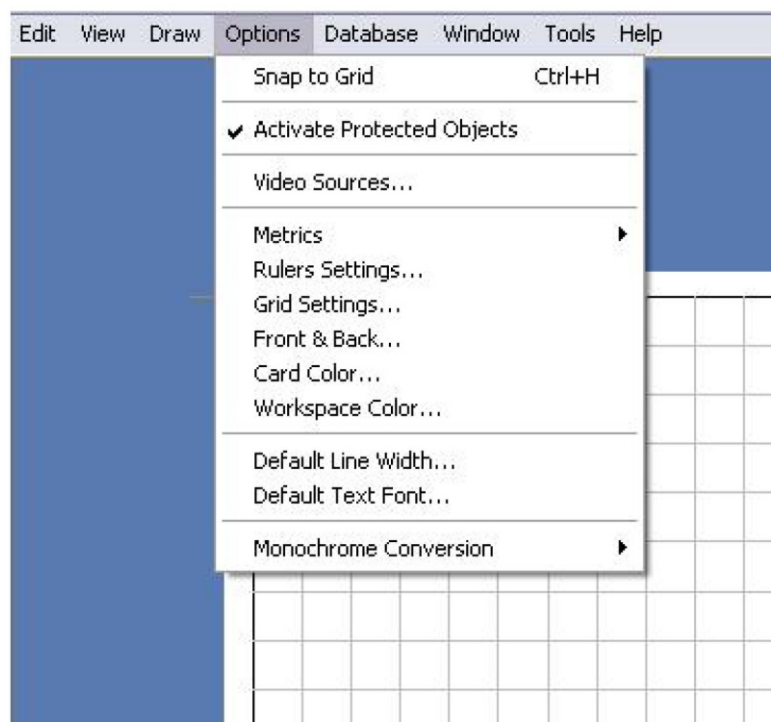 Edit View Draw Options Database Window Tools Help
Snap to Grid Ctrl+H
Activate Protected Objects
Video Sources...
Metrics
Rulers Settings...
Grid Settings...
Front & Back...
Card Color...
Workspace Color...
Default Line Width...
Default Text Font...
Monochrome Conversion